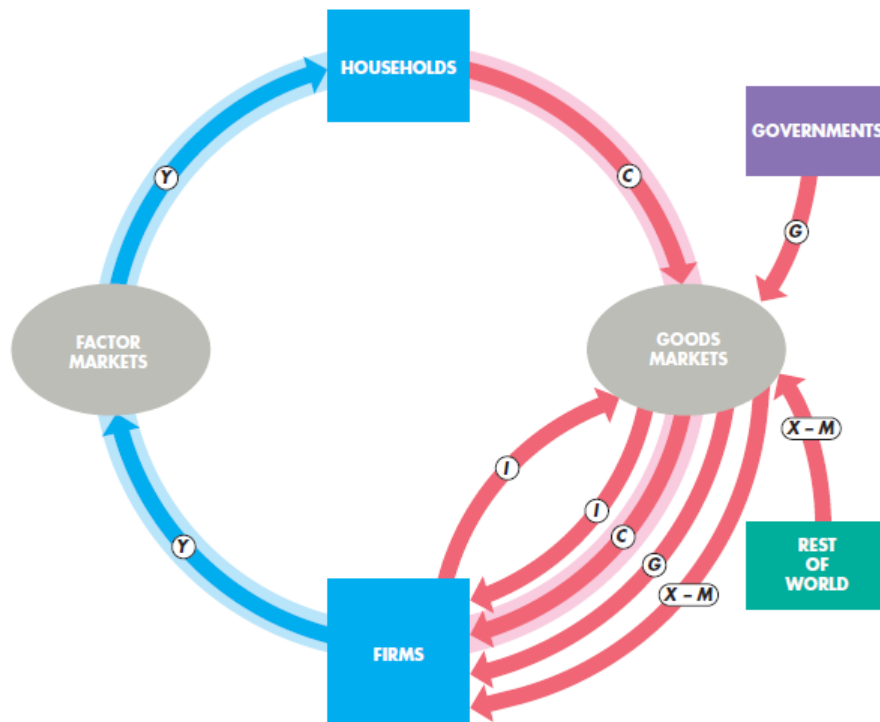 HOUSEHOLDS
GOVERNMENTS
Y
C
G
FACTOR
MARKETS
GOODS
MARKETS
X – M
I
I
C
G
X – M
Y
REST
OF
WORLD
FIRMS